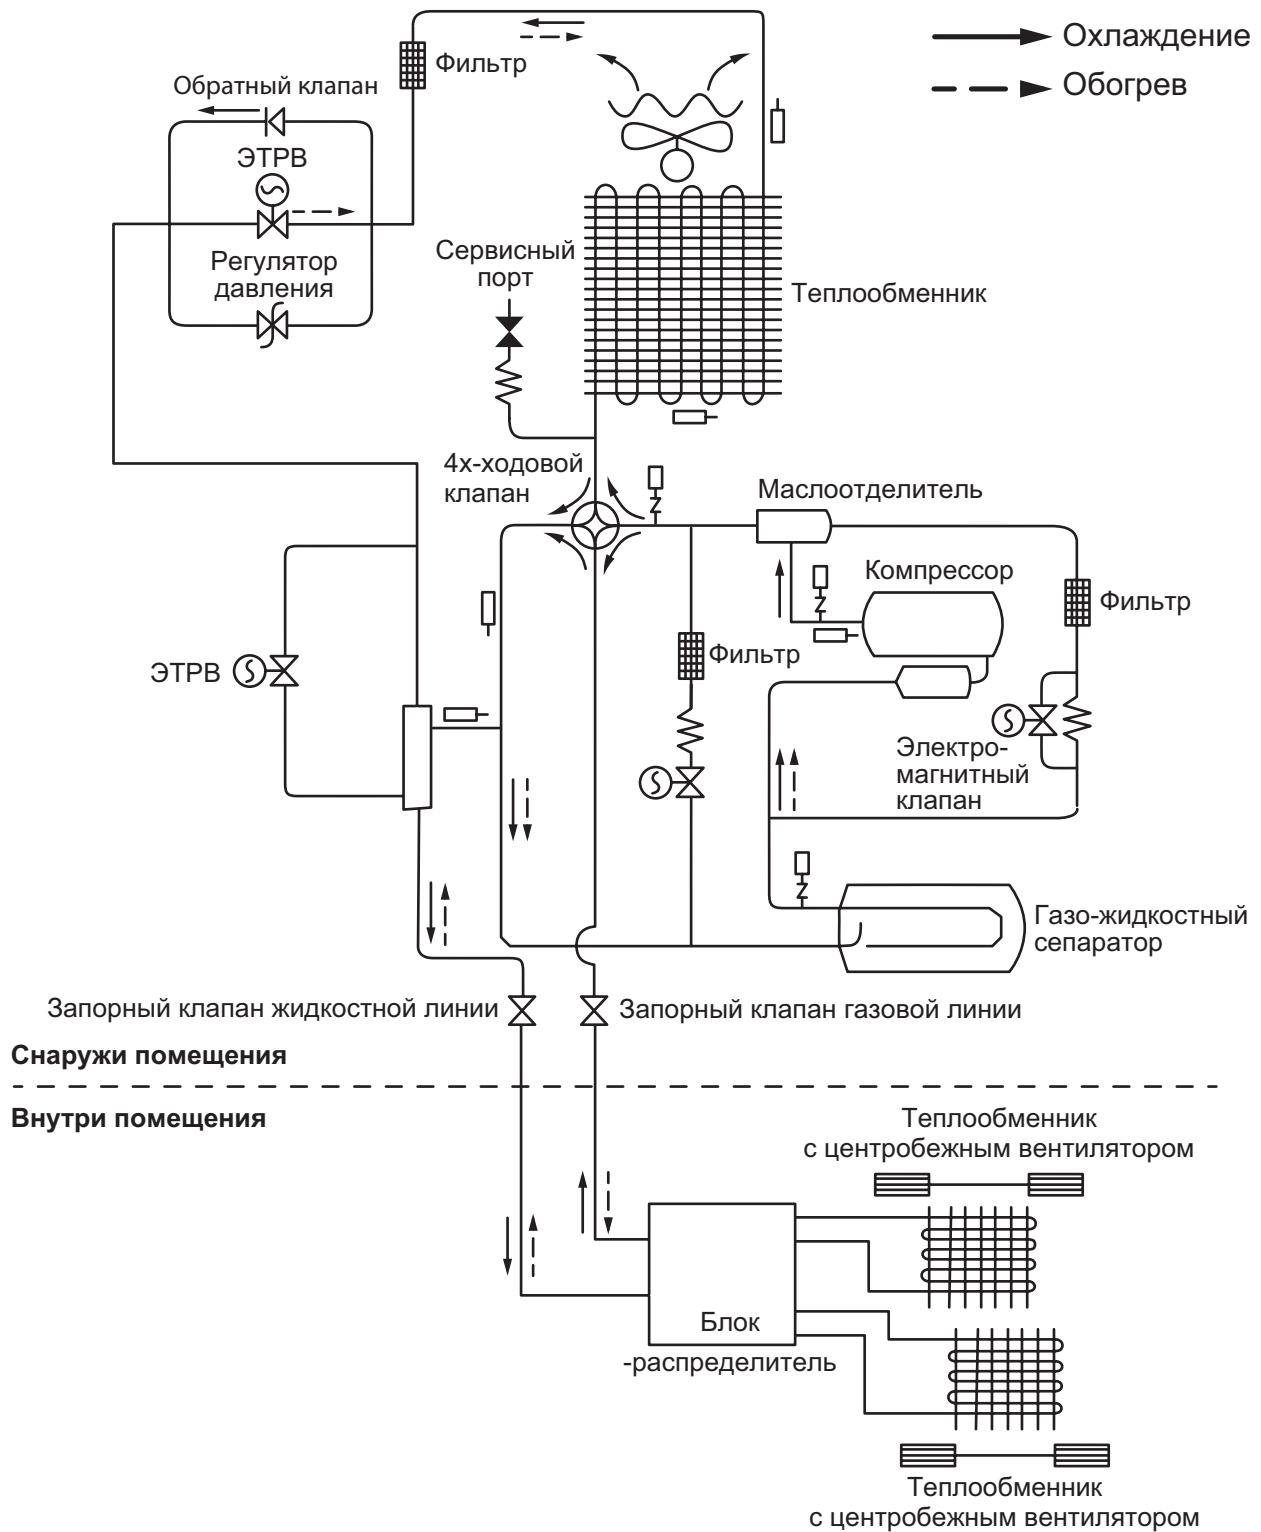 Охлаждение
Обогрев
Фильтр
Обратный клапан
ЭТРВ
Регулятор
давления
Сервисный
порт
Теплообменник
4х-ходовой
клапан
Маслоотделитель
Компрессор
Фильтр
Фильтр
ЭТРВ
Электро-
магнитный
клапан
Газо-жидкостный
сепаратор
Запорный клапан жидкостной линии
Запорный клапан газовой линии
Снаружи помещения
Внутри помещения
Теплообменник
с центробежным вентилятором
Блок
-распределитель
Теплообменник
с центробежным вентилятором